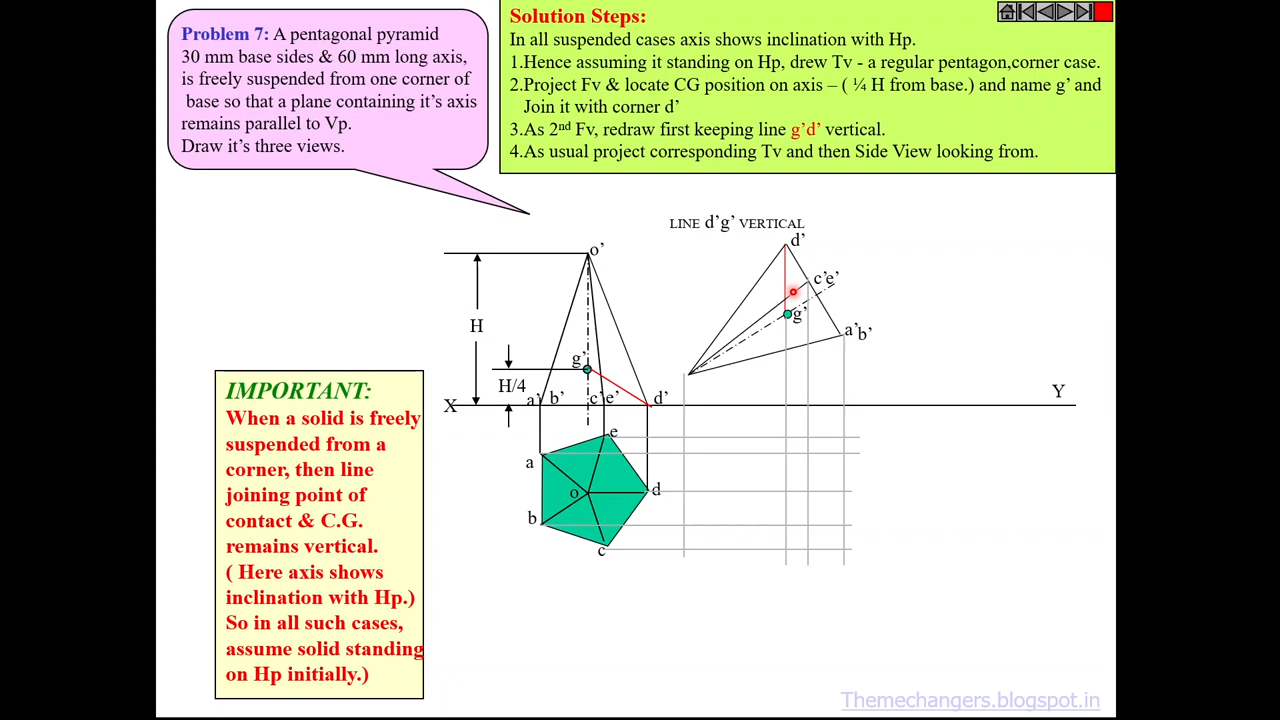 Problem 7: A pentagonal pyramid
30 mm base sides & 60 mm long axis,
is freely suspended from one corner of
base so that a plane containing it's axis
remains parallel to Vp.
Draw it's three views.
Solution Steps:
In all suspended cases axis shows inclination with Hp.
1.Hence assuming it standing on Hp, drew Tv - a regular pentagon,corner case.
2.Project Fv & locate CG position on axis – ( ¼ H from base.) and name g' and
Join it with corner d'
3.As 2nd Fv, redraw first keeping line g'd' vertical.
4.As usual project corresponding Tv and then Side View looking from.
LINE d'g' VERTICAL
d'
o'
c'e'
g'
a'b'
H
g'
H/4
a' b' c'e' d'
X
Y
e
a
o
d
b
c
IMPORTANT:
When a solid is freely
suspended from a
corner, then line
joining point of
contact & C.G.
remains vertical.
( Here axis shows
inclination with Hp.)
So in all such cases,
assume solid standing
on Hp initially.)
Themechangers.blogspot.in